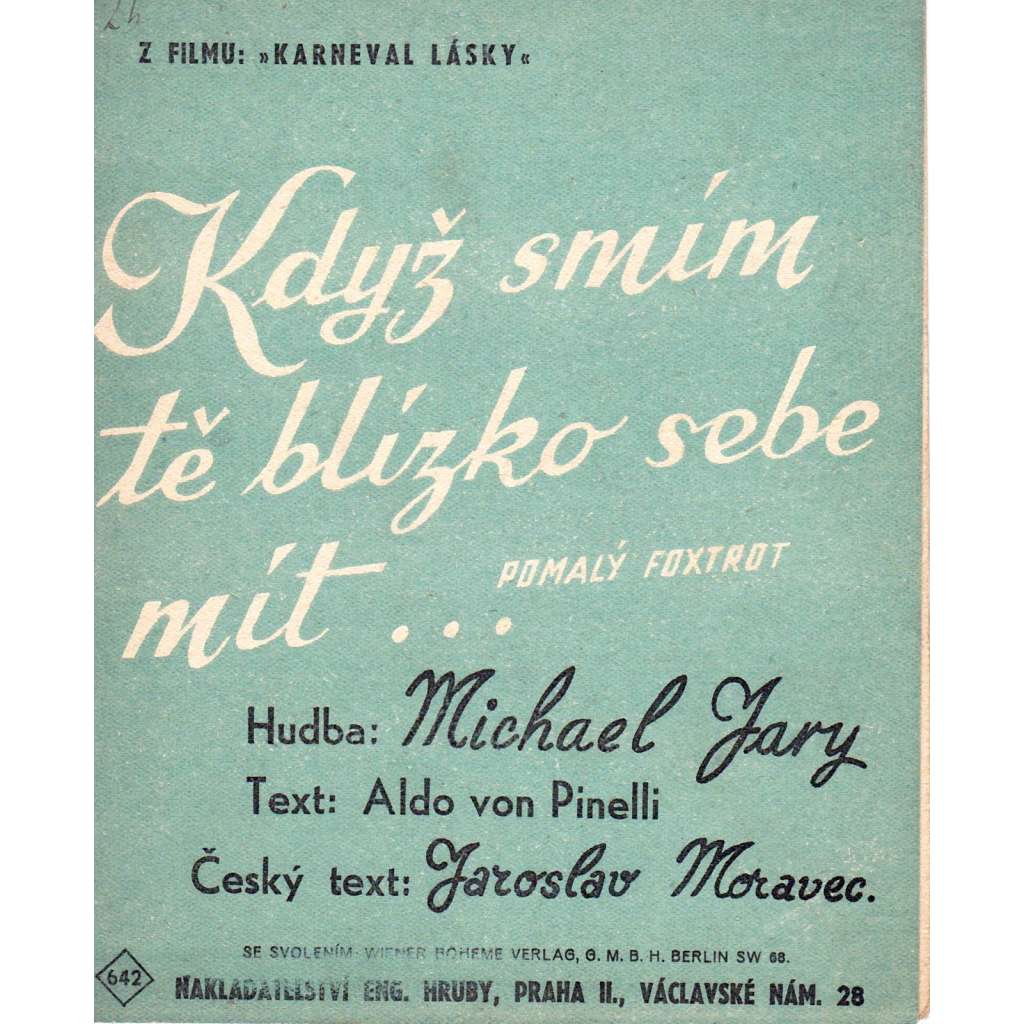 24
Z FILMU: »KARNEVAL LÁSKY«
Když smím
tě blízko sebe
mít...
POMALÝ FOXTROT
Hudba: Michael Jary
Text: Aldo von Pinelli
Český text: Jaroslav Moravec.
SE SVOLENÍM WIENER BOHEME VERLAG, G. M. B. H. BERLIN SW 68.
642
NAKLADATELSTVÍ ENG. HRUBY, PRAHA II., VÁCLAVSKÉ NÁM. 28